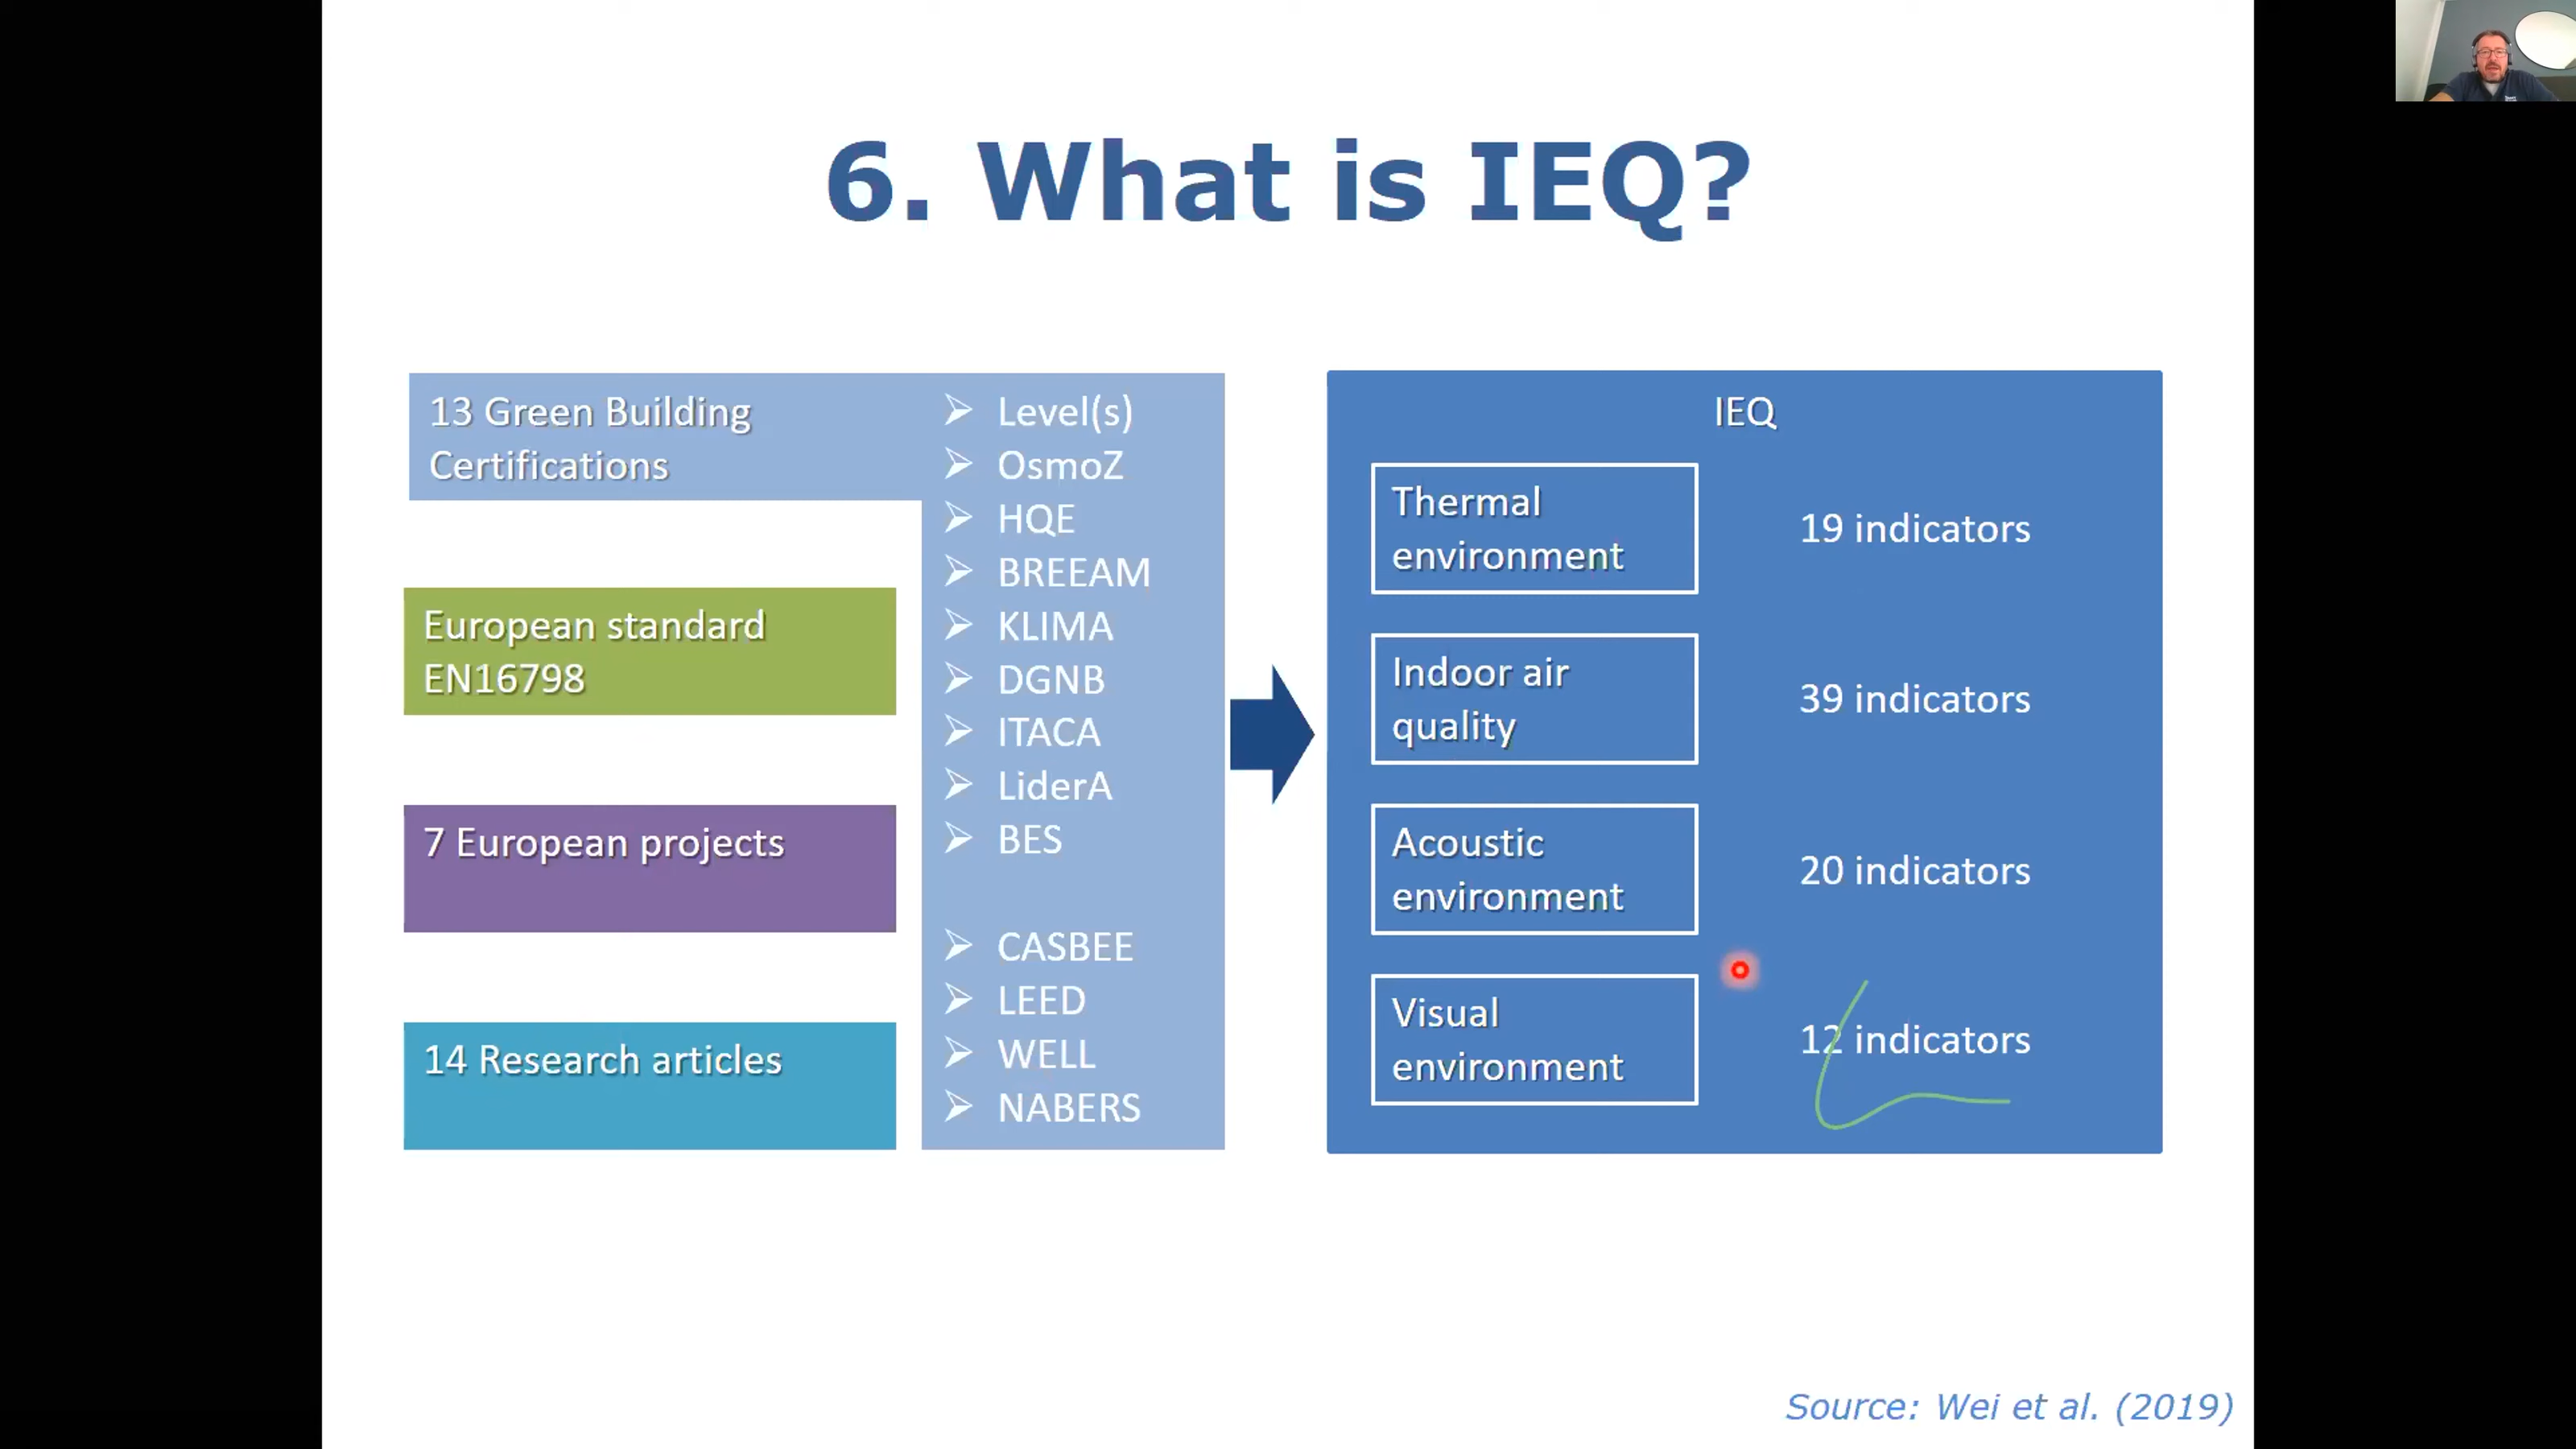 6. What is IEQ?
13 Green Building
Certifications
European standard
EN16798
7 European projects
14 Research articles
Level(s)
OsmoZ
HQE
BREEAM
KLIMA
DGNB
ITACA
LiderA
BES
CASBEE
LEED
WELL
NABERS
IEQ
Thermal
environment
19 indicators
Indoor air
quality
39 indicators
Acoustic
environment
20 indicators
Visual
environment
12 indicators
Source: Wei et al. (2019)